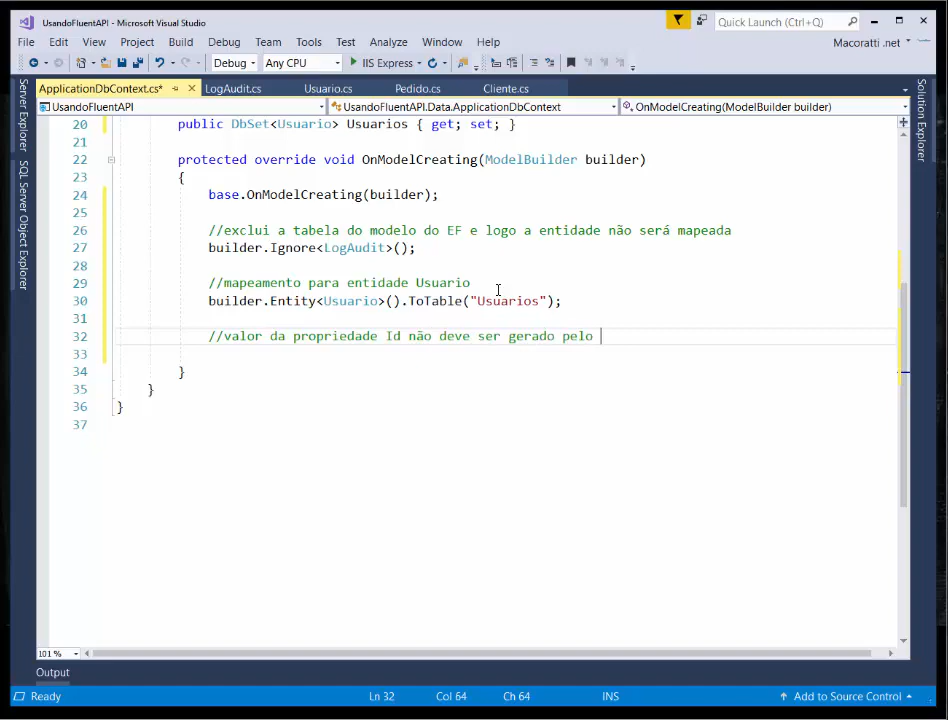 UsandoFluentAPI - Microsoft Visual Studio
Quick Launch (Ctrl+Q)
File Edit View Project Build Debug Team Tools Test Analyze Window Help
Macoratti .net
Debug Any CPU IIS Express
ApplicationDbContext.cs* LogAudit.cs Usuario.cs Pedido.cs Cliente.cs
UsandoFluentAPI UsandoFluentAPI.Data.ApplicationDbContext OnModelCreating(ModelBuilder builder)
Server Explorer
SQL Server Object Explorer
Solution Explorer
20 public DbSet<Usuario> Usuarios { get; set; }
21
22 protected override void OnModelCreating(ModelBuilder builder)
23 {
24 base.OnModelCreating(builder);
25
26 //exclui a tabela do modelo do EF e logo a entidade não será mapeada
27 builder.Ignore<LogAudit>();
28
29 //mapeamento para entidade Usuario
30 builder.Entity<Usuario>().ToTable("Usuarios");
31
32 //valor da propriedade Id não deve ser gerado pelo
33
34 }
35 }
36 }
37
101 %
Output
Ready Ln 32 Col 64 Ch 64 INS Add to Source Control